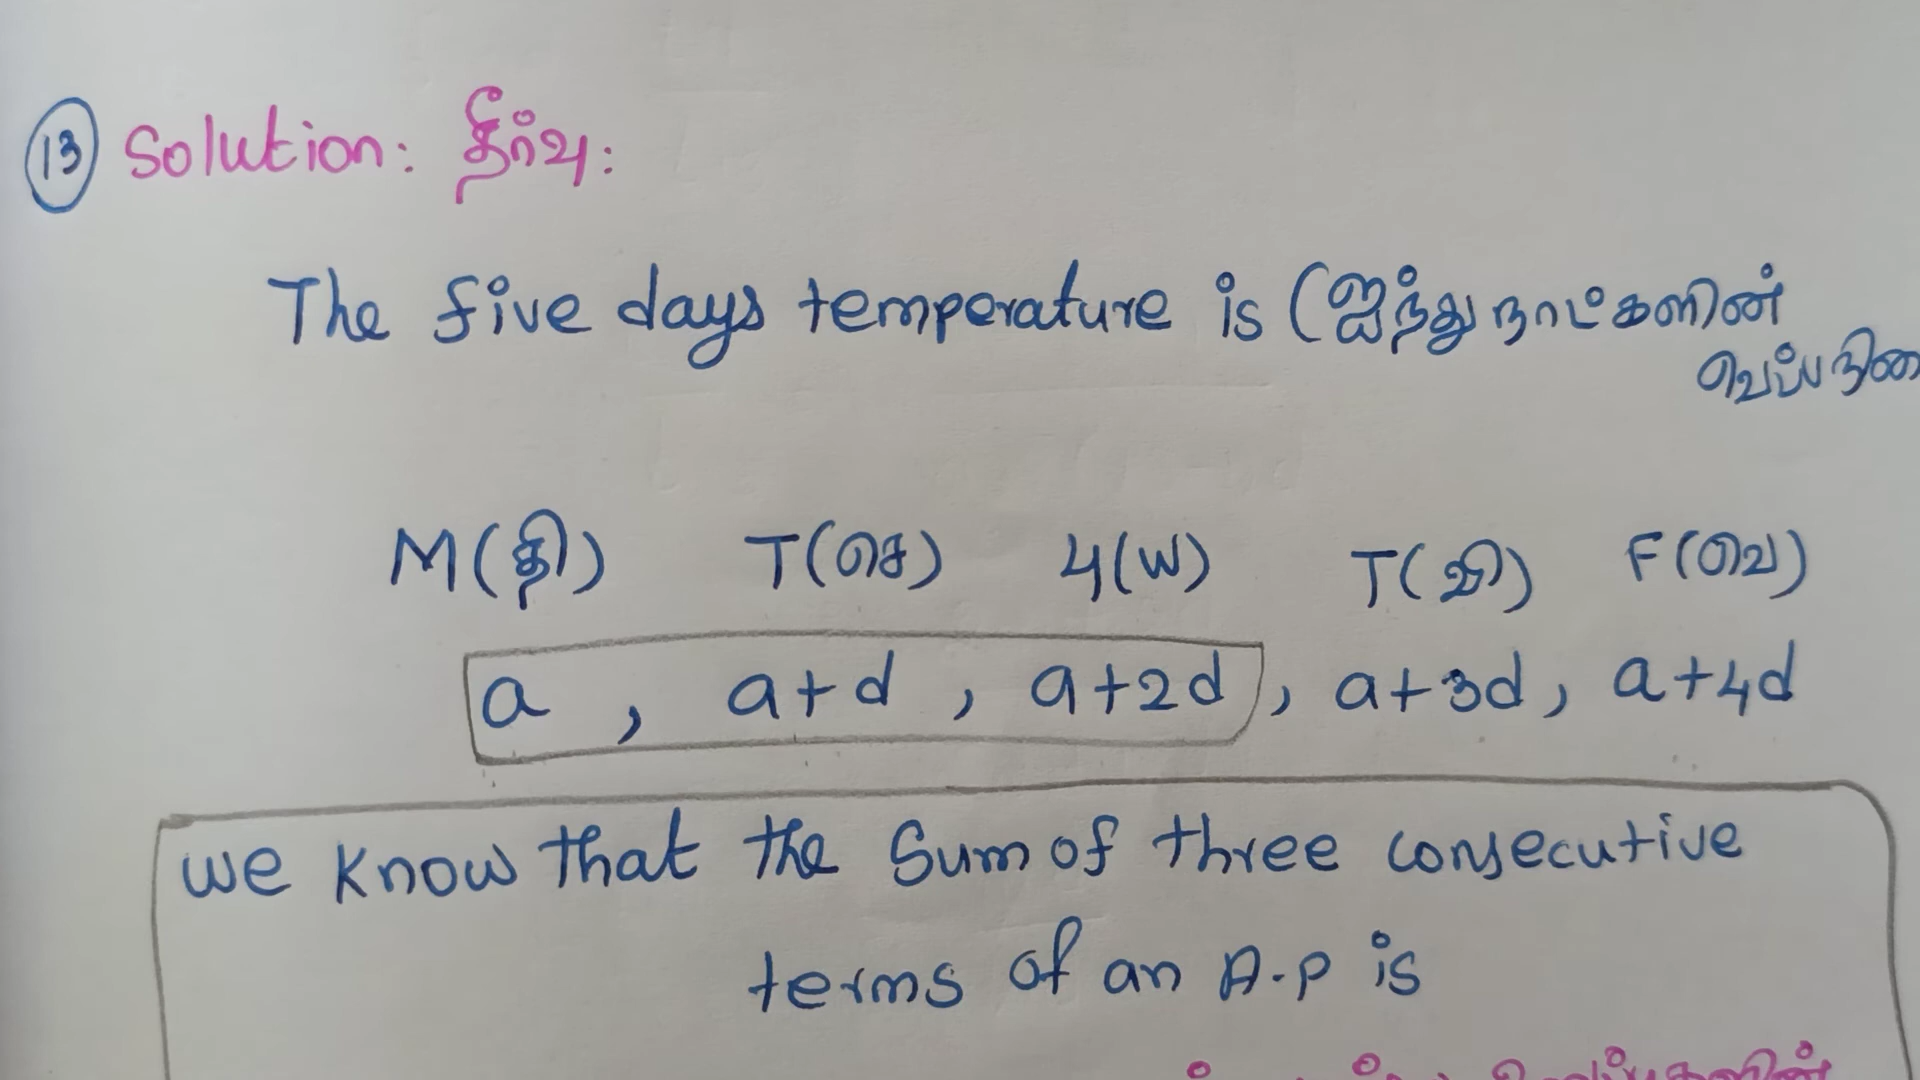 13 Solution: தீர்வு:
The five days temperature is (ஐந்து நாட்களின்
வெப்பநிலை
M(தி) T(செ) 4(W) T(வி) F(வெ)
a , a+d , a+2d , a+3d, a+4d
we know that the Sum of three consecutive
terms of an A.P is